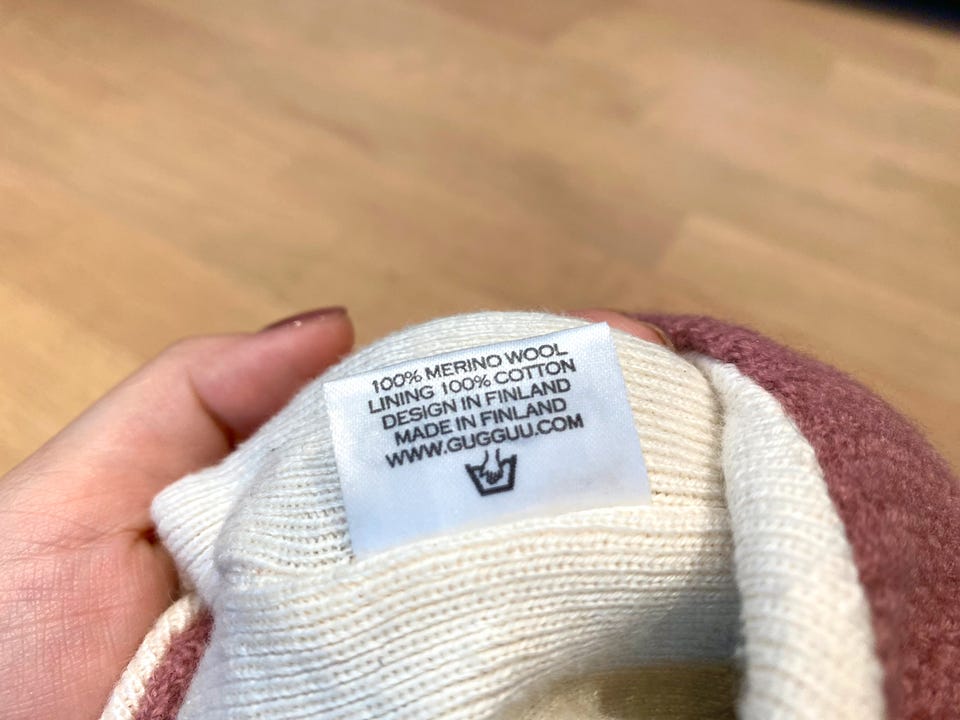 100% MERINO WOOL
LINING 100% COTTON
DESIGN IN FINLAND
MADE IN FINLAND
WWW.GUGGUU.COM